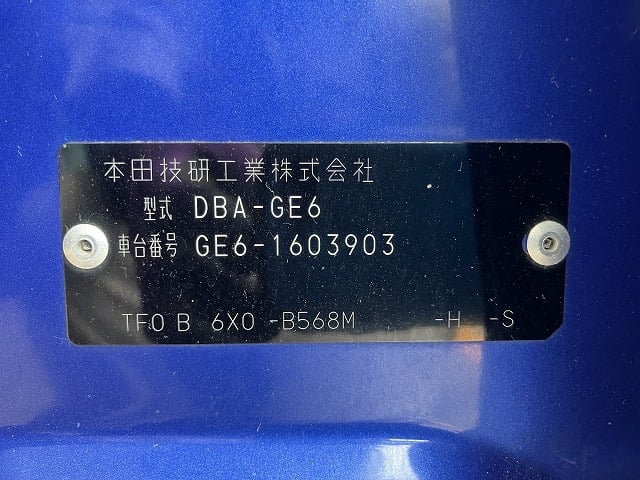 本田技研工業株式会社
型式 DBA-GE6
車台番号 GE6-1603903
TF0 B 6X0 -B568M -H -S